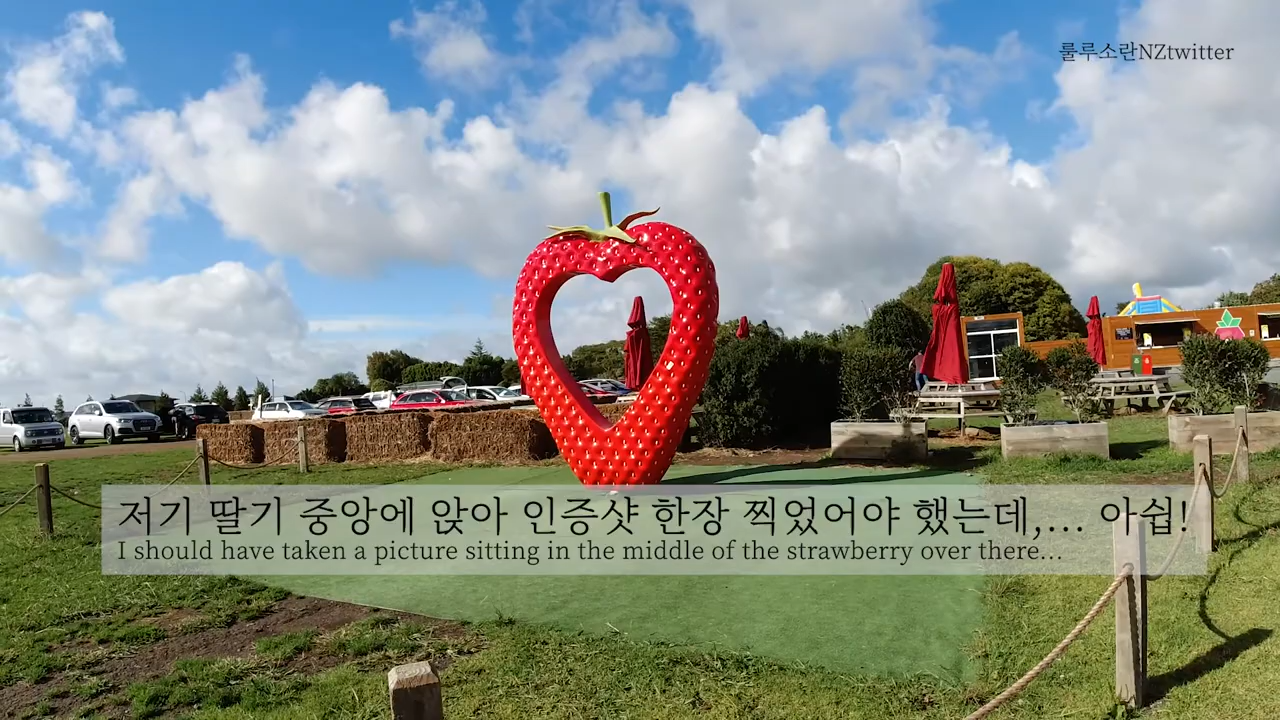 룰루소란NZtwitter
저기 딸기 중앙에 앉아 인증샷 한장 찍었어야 했는데,... 아쉽!
I should have taken a picture sitting in the middle of the strawberry over there...